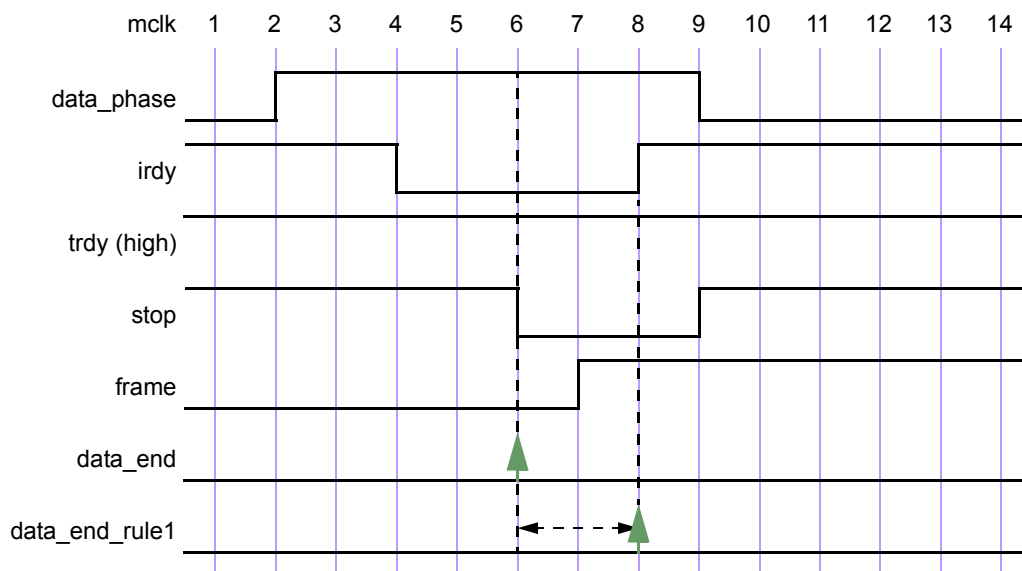 mclk 1 2 3 4 5 6 7 8 9 10 11 12 13 14
data_phase
irdy
trdy (high)
stop
frame
data_end
data_end_rule1